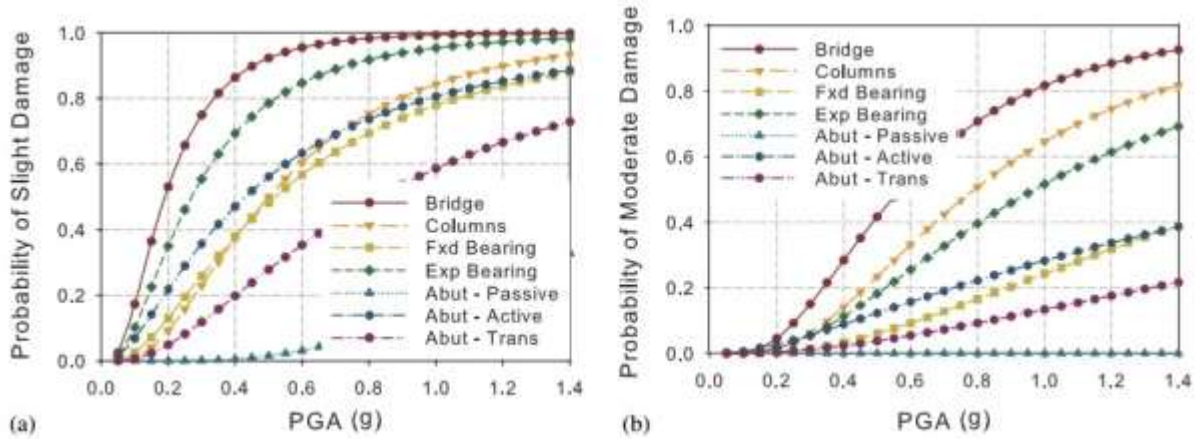 Probability of Slight Damage
1.0
0.8
0.6
0.4
0.2
0.0
Bridge
Columns
Fxd Bearing
Exp Bearing
Abut - Passive
Abut - Active
Abut - Trans
0.0 0.2 0.4 0.6 0.8 1.0 1.2 1.4
(a) PGA (g)
Probability of Moderate Damage
1.0
0.8
0.6
0.4
0.2
0.0
Bridge
Columns
Fxd Bearing
Exp Bearing
Abut - Passive
Abut - Active
Abut - Trans
0.0 0.2 0.4 0.6 0.8 1.0 1.2 1.4
(b) PGA (g)